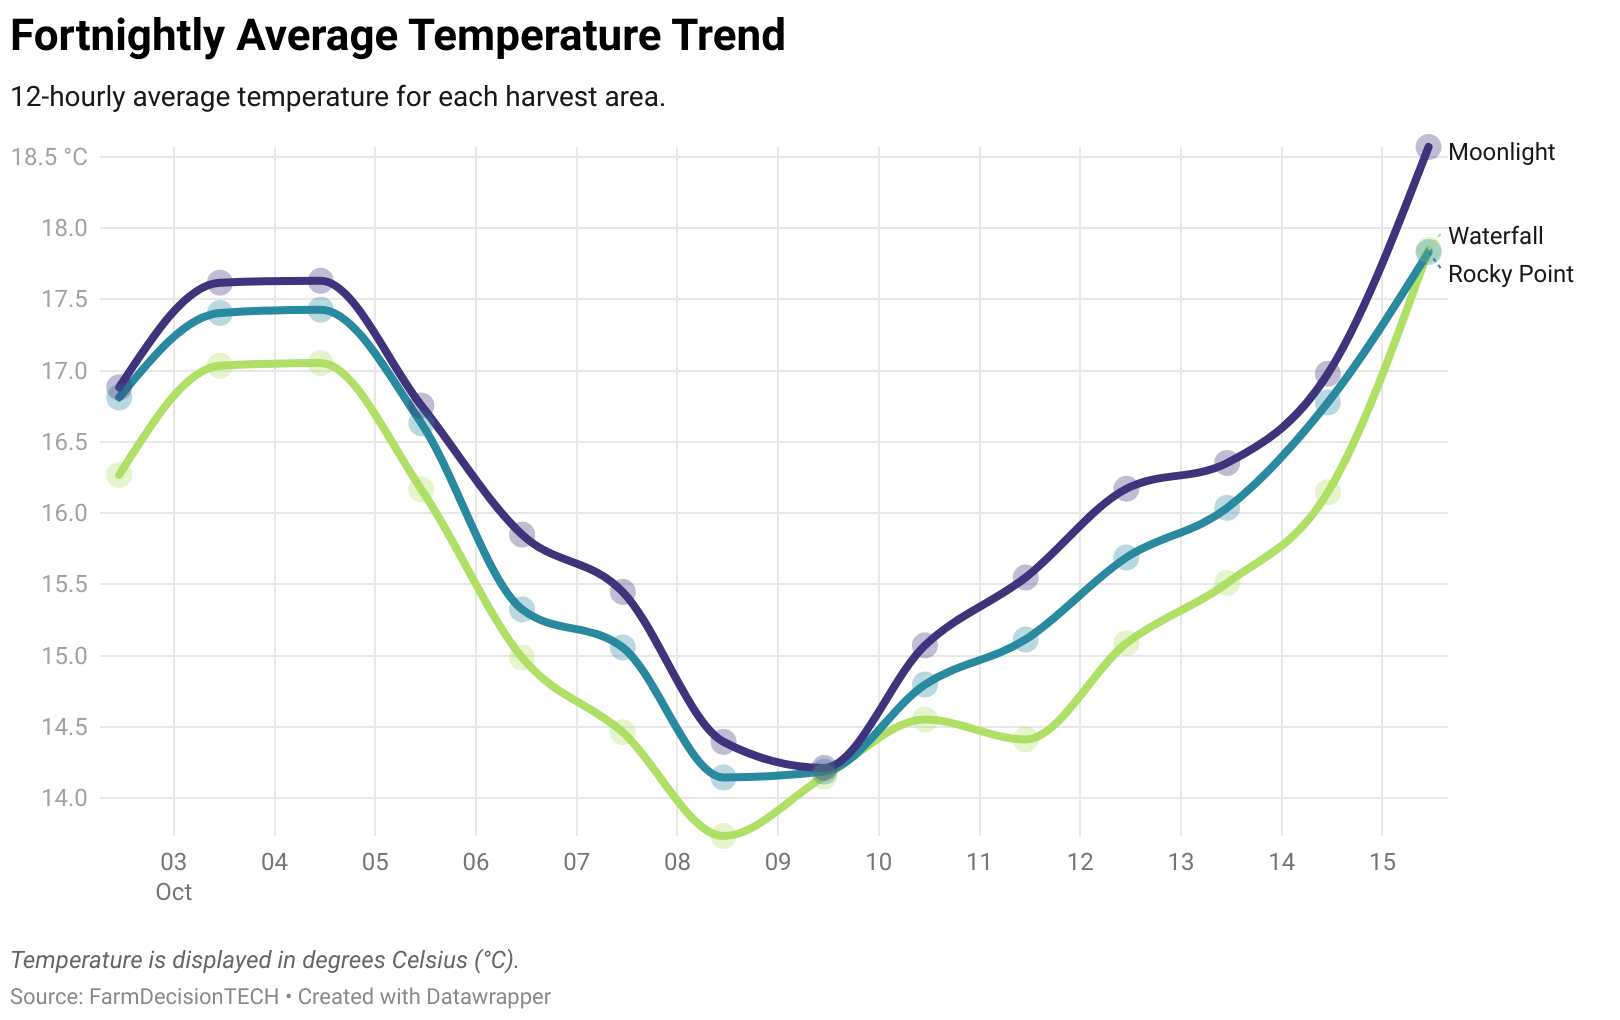 Fortnightly Average Temperature Trend
12-hourly average temperature for each harvest area.
18.5 °C
18.0
17.5
17.0
16.5
16.0
15.5
15.0
14.5
14.0
Moonlight
Waterfall
Rocky Point
03 04 05 06 07 08 09 10 11 12 13 14 15
Oct
Temperature is displayed in degrees Celsius (°C).
Source: FarmDecisionTECH • Created with Datawrapper